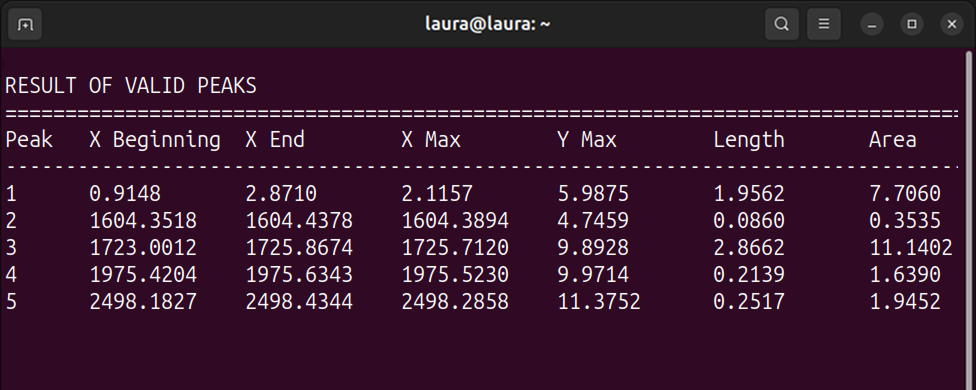 laura@laura: ~
RESULT OF VALID PEAKS
================================================================================
Peak X Beginning X End X Max Y Max Length Area
--------------------------------------------------------------------------------
1 0.9148 2.8710 2.1157 5.9875 1.9562 7.7060
2 1604.3518 1604.4378 1604.3894 4.7459 0.0860 0.3535
3 1723.0012 1725.8674 1725.7120 9.8928 2.8662 11.1402
4 1975.4204 1975.6343 1975.5230 9.9714 0.2139 1.6390
5 2498.1827 2498.4344 2498.2858 11.3752 0.2517 1.9452